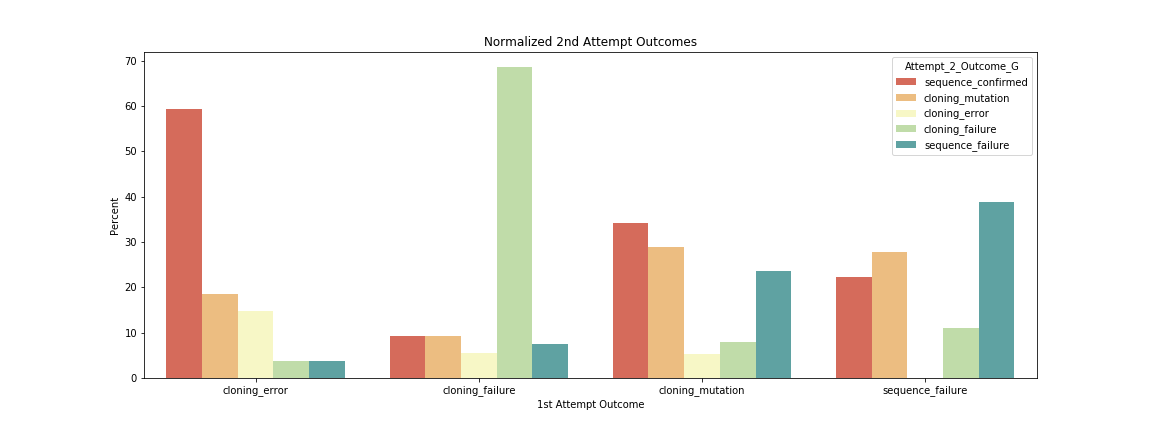 Normalized 2nd Attempt Outcomes
70
60
50
40
30
20
10
0
Percent
cloning_error
cloning_failure
cloning_mutation
sequence_failure
1st Attempt Outcome
Attempt_2_Outcome_G
sequence_confirmed
cloning_mutation
cloning_error
cloning_failure
sequence_failure